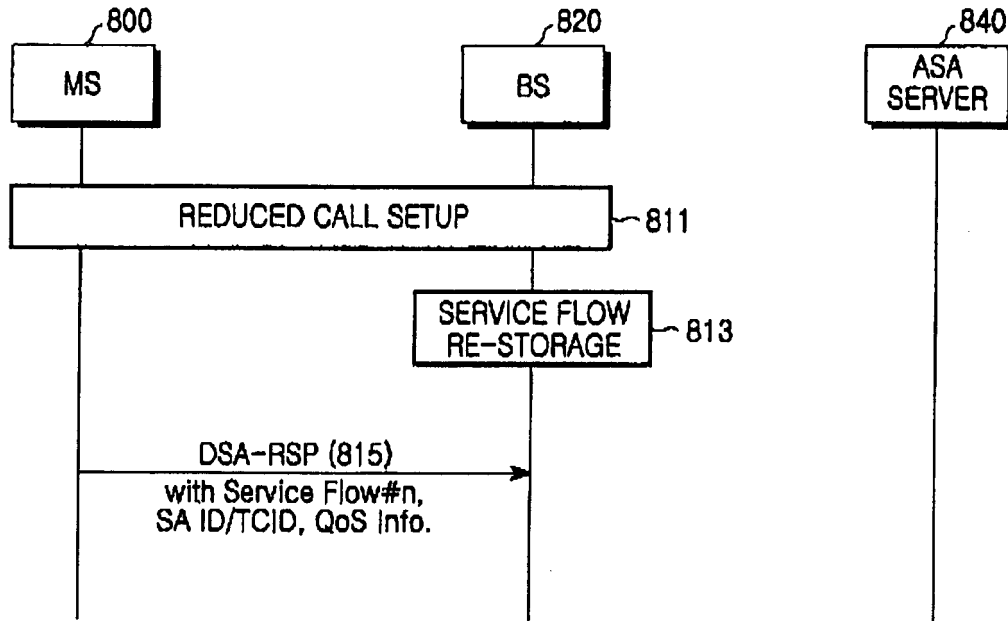 800
820
840
MS
BS
ASA
SERVER
REDUCED CALL SETUP
811
SERVICE FLOW
RE-STORAGE
813
DSA-RSP (815)
with Service Flow#n,
SA ID/TCID, QoS Info.